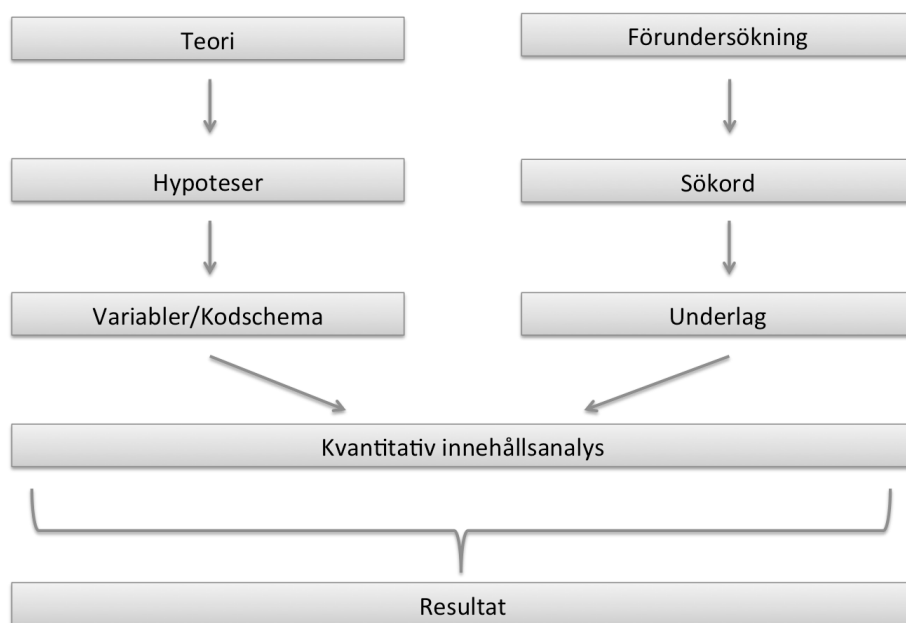 Teori
Förundersökning
Hypoteser
Sökord
Variabler/Kodschema
Underlag
Kvantitativ innehållsanalys
Resultat